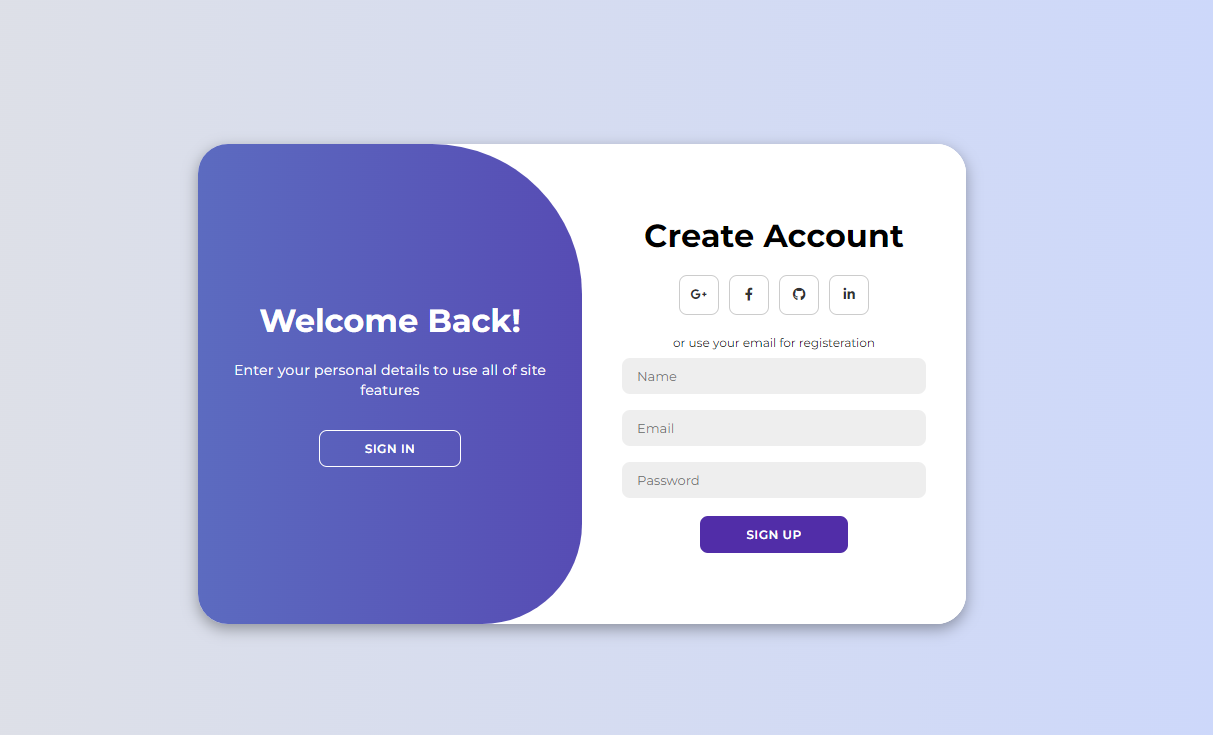 Welcome Back!
Enter your personal details to use all of site
features
SIGN IN
Create Account
G+
f
in
or use your email for registeration
Name
Email
Password
SIGN UP